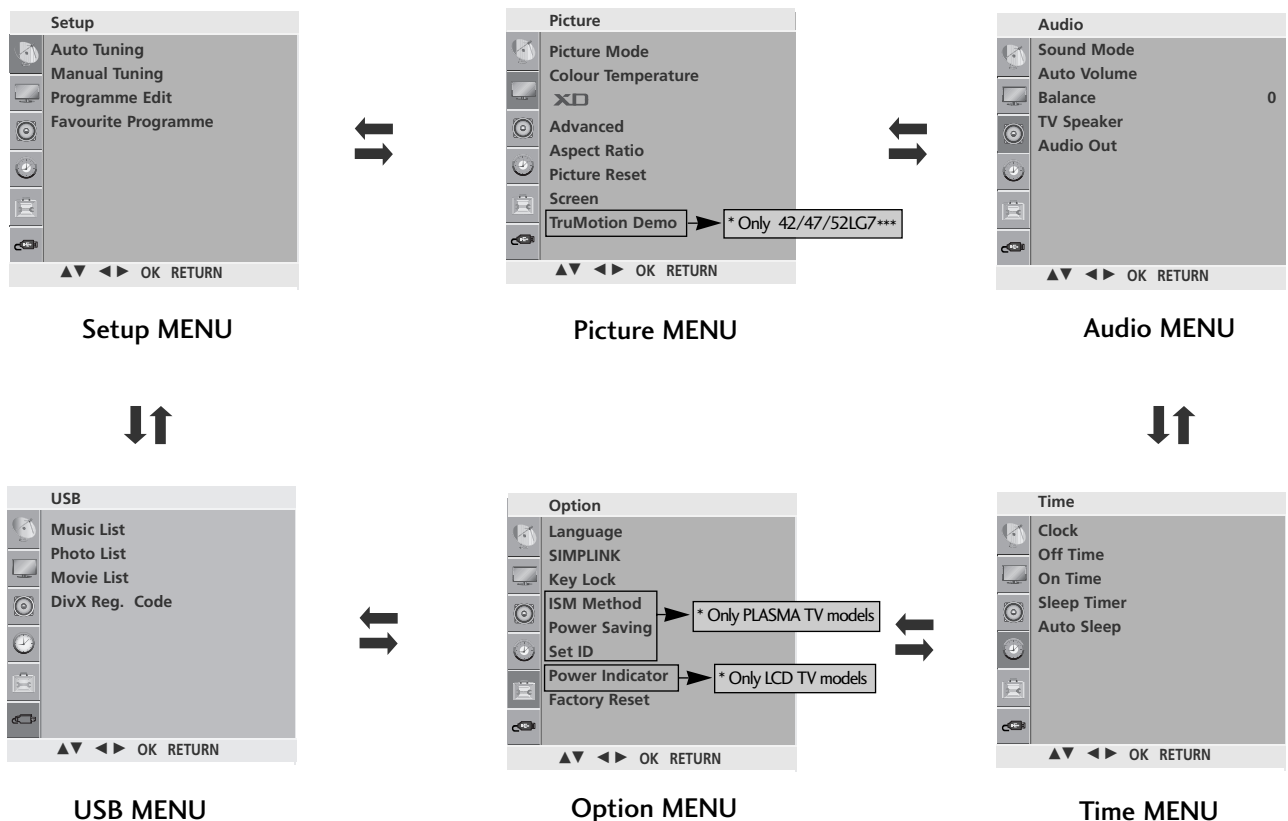 Setup
Auto Tuning
Manual Tuning
Programme Edit
Favourite Programme
▲▼ ◄► OK RETURN
Setup MENU
Picture
Picture Mode
Colour Temperature
XD
Advanced
Aspect Ratio
Picture Reset
Screen
TruMotion Demo
* Only 42/47/52LG7***
▲▼ ◄► OK RETURN
Picture MENU
Audio
Sound Mode
Auto Volume
Balance 0
TV Speaker
Audio Out
▲▼ ◄► OK RETURN
Audio MENU
USB
Music List
Photo List
Movie List
DivX Reg. Code
▲▼ ◄► OK RETURN
USB MENU
Option
Language
SIMPLINK
Key Lock
ISM Method
Power Saving
Set ID
* Only PLASMA TV models
Power Indicator
* Only LCD TV models
Factory Reset
▲▼ ◄► OK RETURN
Option MENU
Time
Clock
Off Time
On Time
Sleep Timer
Auto Sleep
▲▼ ◄► OK RETURN
Time MENU